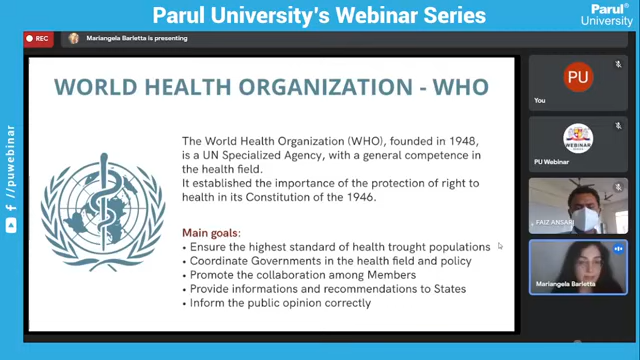 Parul University's Webinar Series
Parul®
University
REC
Mariangela Barletta is presenting
WORLD HEALTH ORGANIZATION - WHO
The World Health Organization (WHO), founded in 1948,
is a UN Specialized Agency, with a general competence in
the health field.
It established the importance of the protection of right to
health in its Constitution of the 1946.
Main goals:
• Ensure the highest standard of health trought populations
• Coordinate Governments in the health field and policy
• Promote the collaboration among Members
• Provide informations and recommendations to States
• Inform the public opinion correctly
PU
You
WEBINAR
PU Webinar
FAIZ ANSARI
Mariangela Barletta
/puwebinar